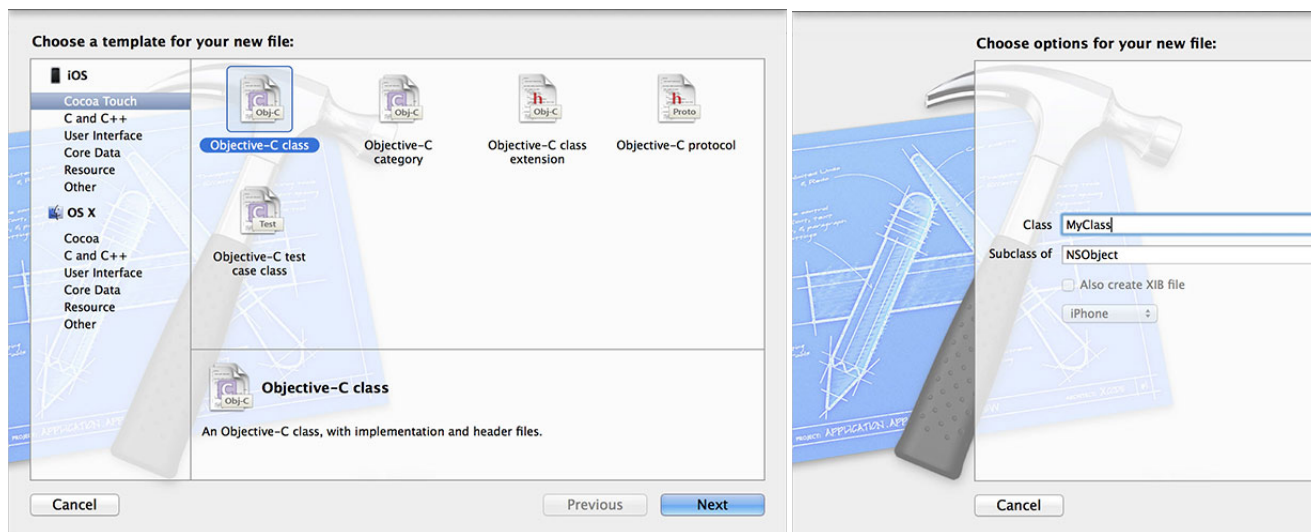 Choose a template for your new file:
iOS
Cocoa Touch
C and C++
User Interface
Core Data
Resource
Other
OS X
Cocoa
C and C++
User Interface
Core Data
Resource
Other
Obj-C
Objective-C class
Obj-C
Objective-C
category
h
Obj-C
Objective-C class
extension
h
Proto
Objective-C protocol
Test
Objective-C test
case class
Obj-C
Objective-C class
An Objective-C class, with implementation and header files.
Cancel
Previous
Next
Choose options for your new file:
Class
MyClass
Subclass of
NSObject
Also create XIB file
iPhone
PROJECT: APPLICATION.APP
Cancel